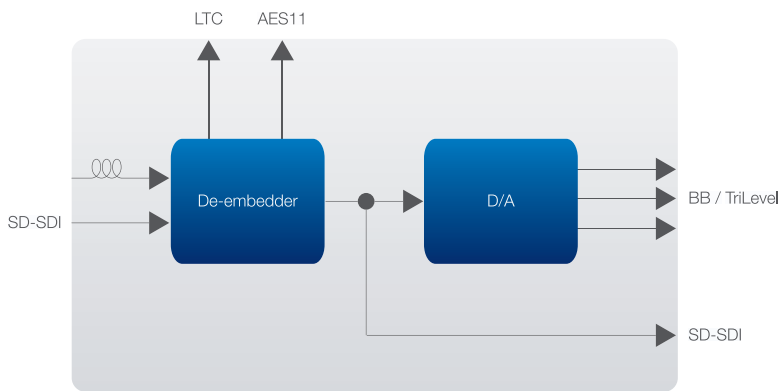 LTC AES11
De-embedder D/A
BB / TriLevel
SD-SDI
SD-SDI